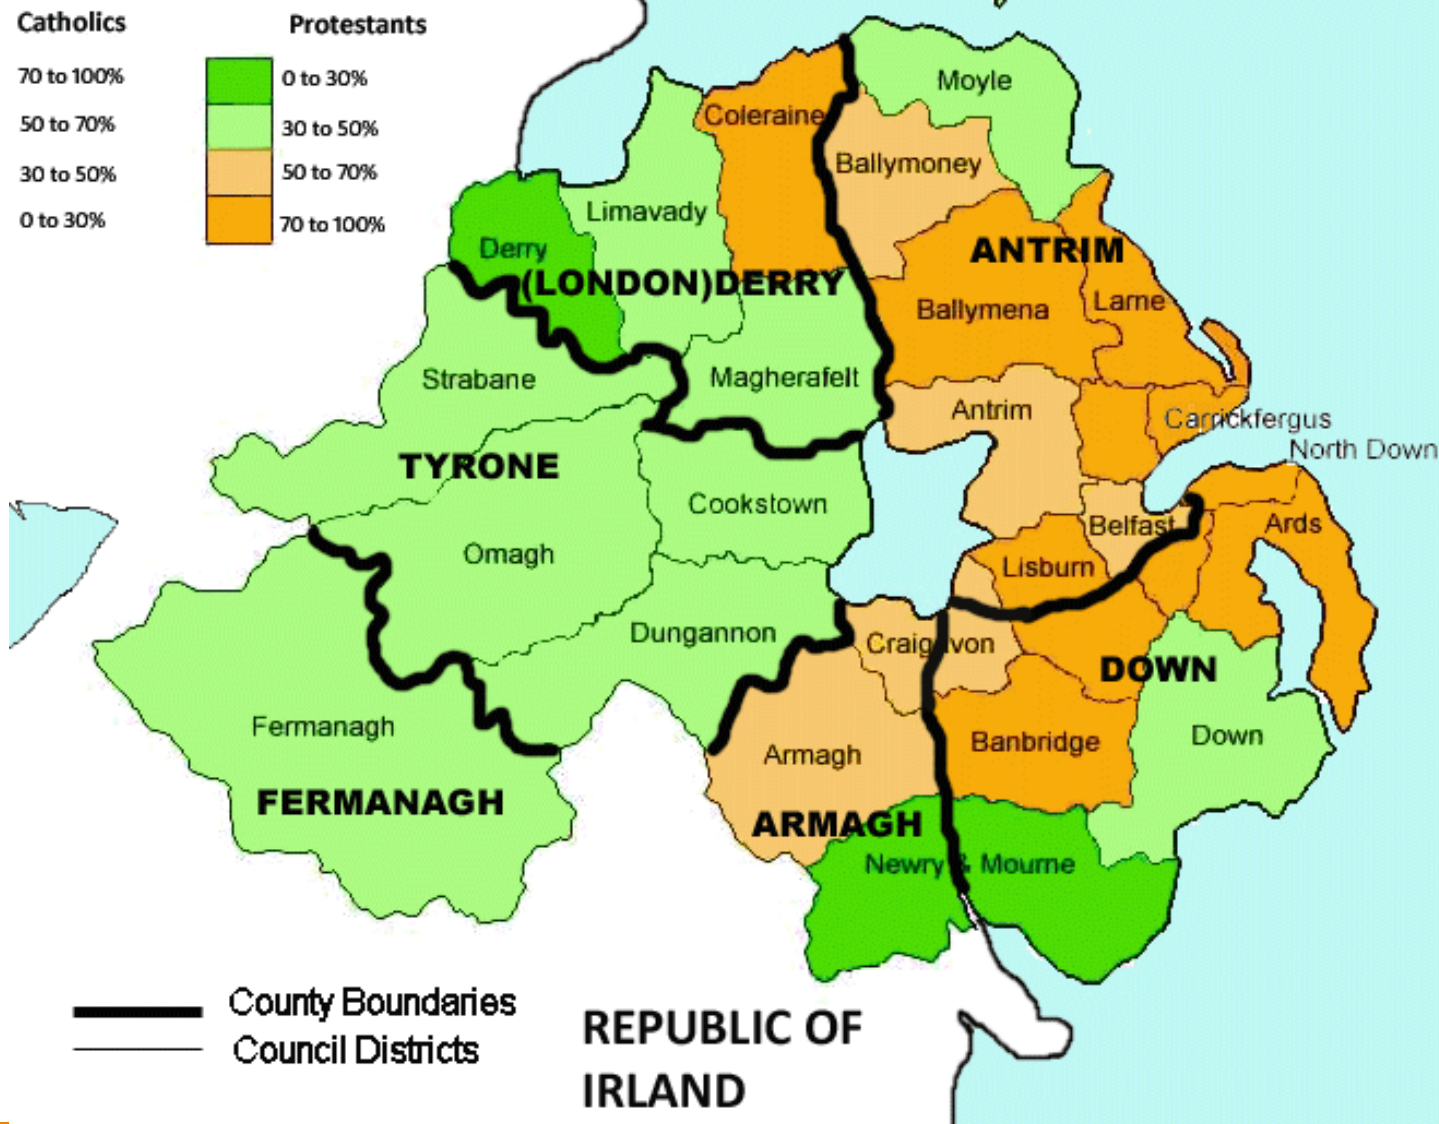 Catholics
Protestants
70 to 100%
0 to 30%
50 to 70%
30 to 50%
30 to 50%
50 to 70%
0 to 30%
70 to 100%
Moyle
Coleraine
Ballymoney
Limavady
Derry
ANTRIM
(LONDON)DERRY
Ballymena
Larne
Strabane
Magherafelt
Antrim
Carrickfergus
North Down
TYRONE
Cookstown
Belfast
Ards
Omagh
Lisburn
Dungannon
Craigavon
DOWN
Fermanagh
Armagh
Banbridge
Down
FERMANAGH
ARMAGH
Newry & Mourne
County Boundaries
Council Districts
REPUBLIC OF
IRLAND